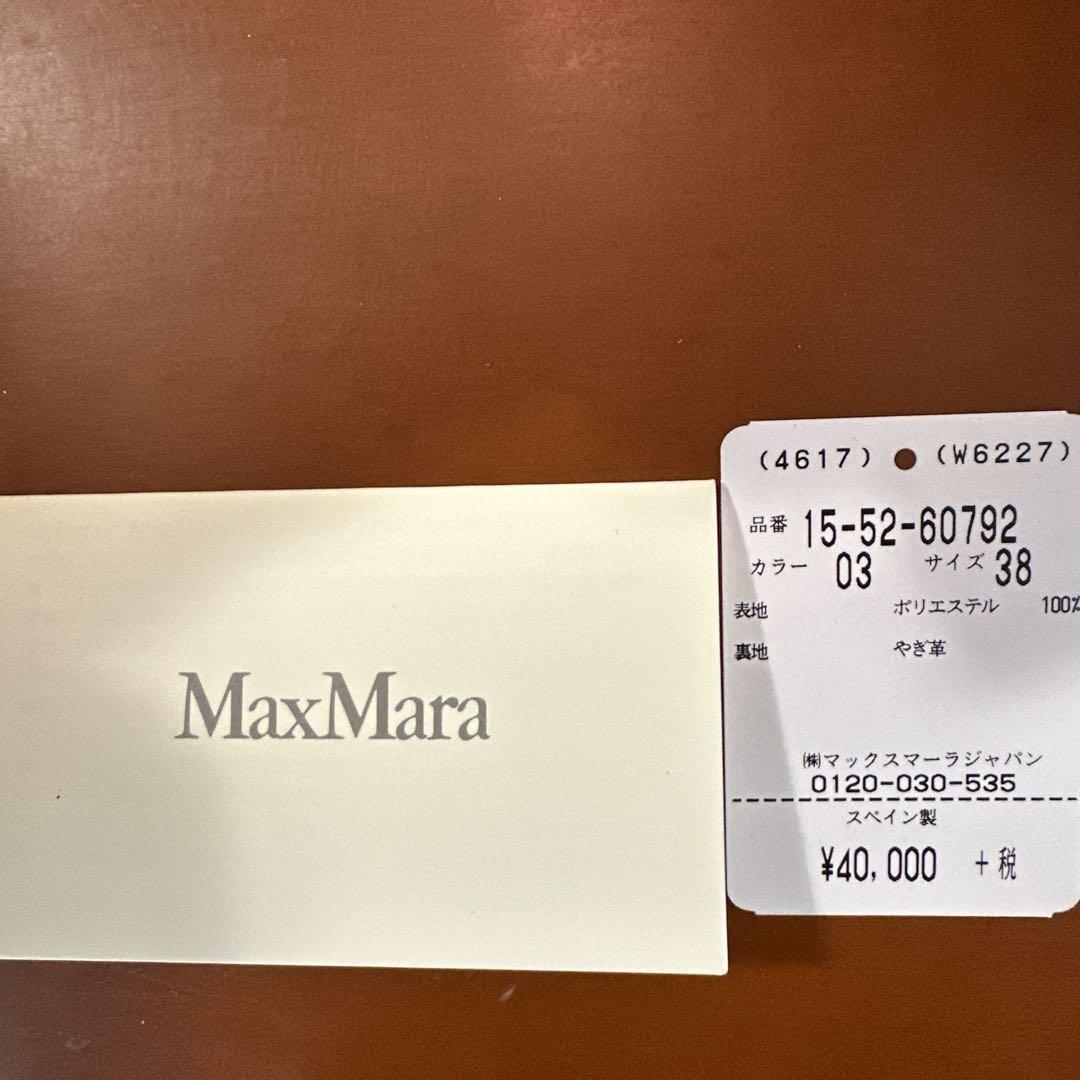 MaxMara
(4617) (W6227)
品番 15-52-60792
カラー 03 サイズ 38
表地 ポリエステル 100%
裏地 やぎ革
㈱マックスマーラジャパン
0120-030-535
スペイン製
¥40,000 +税